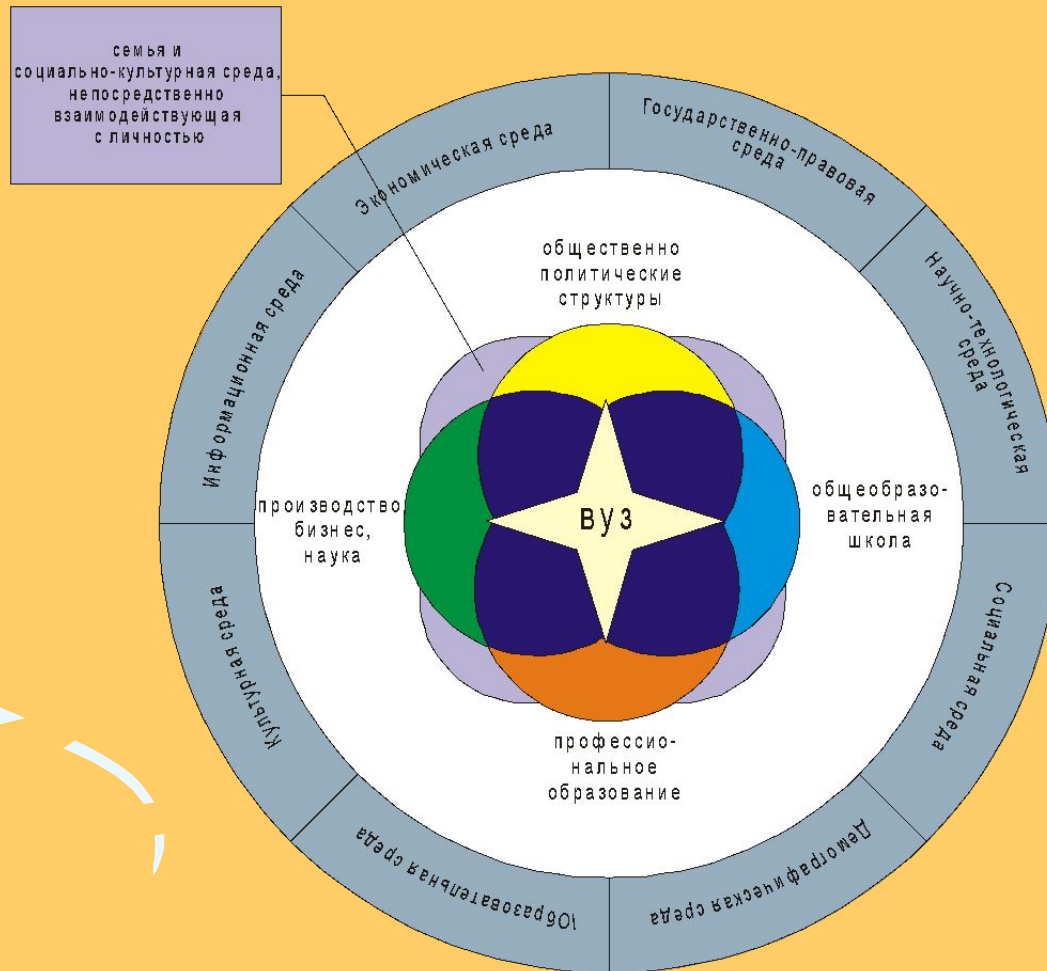 семья и
социально-культурная среда,
непосредственно
взаимодействующая
с личностью
Экономическая среда
Государственно-правовая
среда
Научно-технологическая
среда
Социальная среда
Демографическая среда
Образовательная среда
Культурная среда
Информационная среда
общественно
политические
структуры
производство,
бизнес,
наука
вуз
общеобразо-
вательная
школа
профессио-
нальное
образование